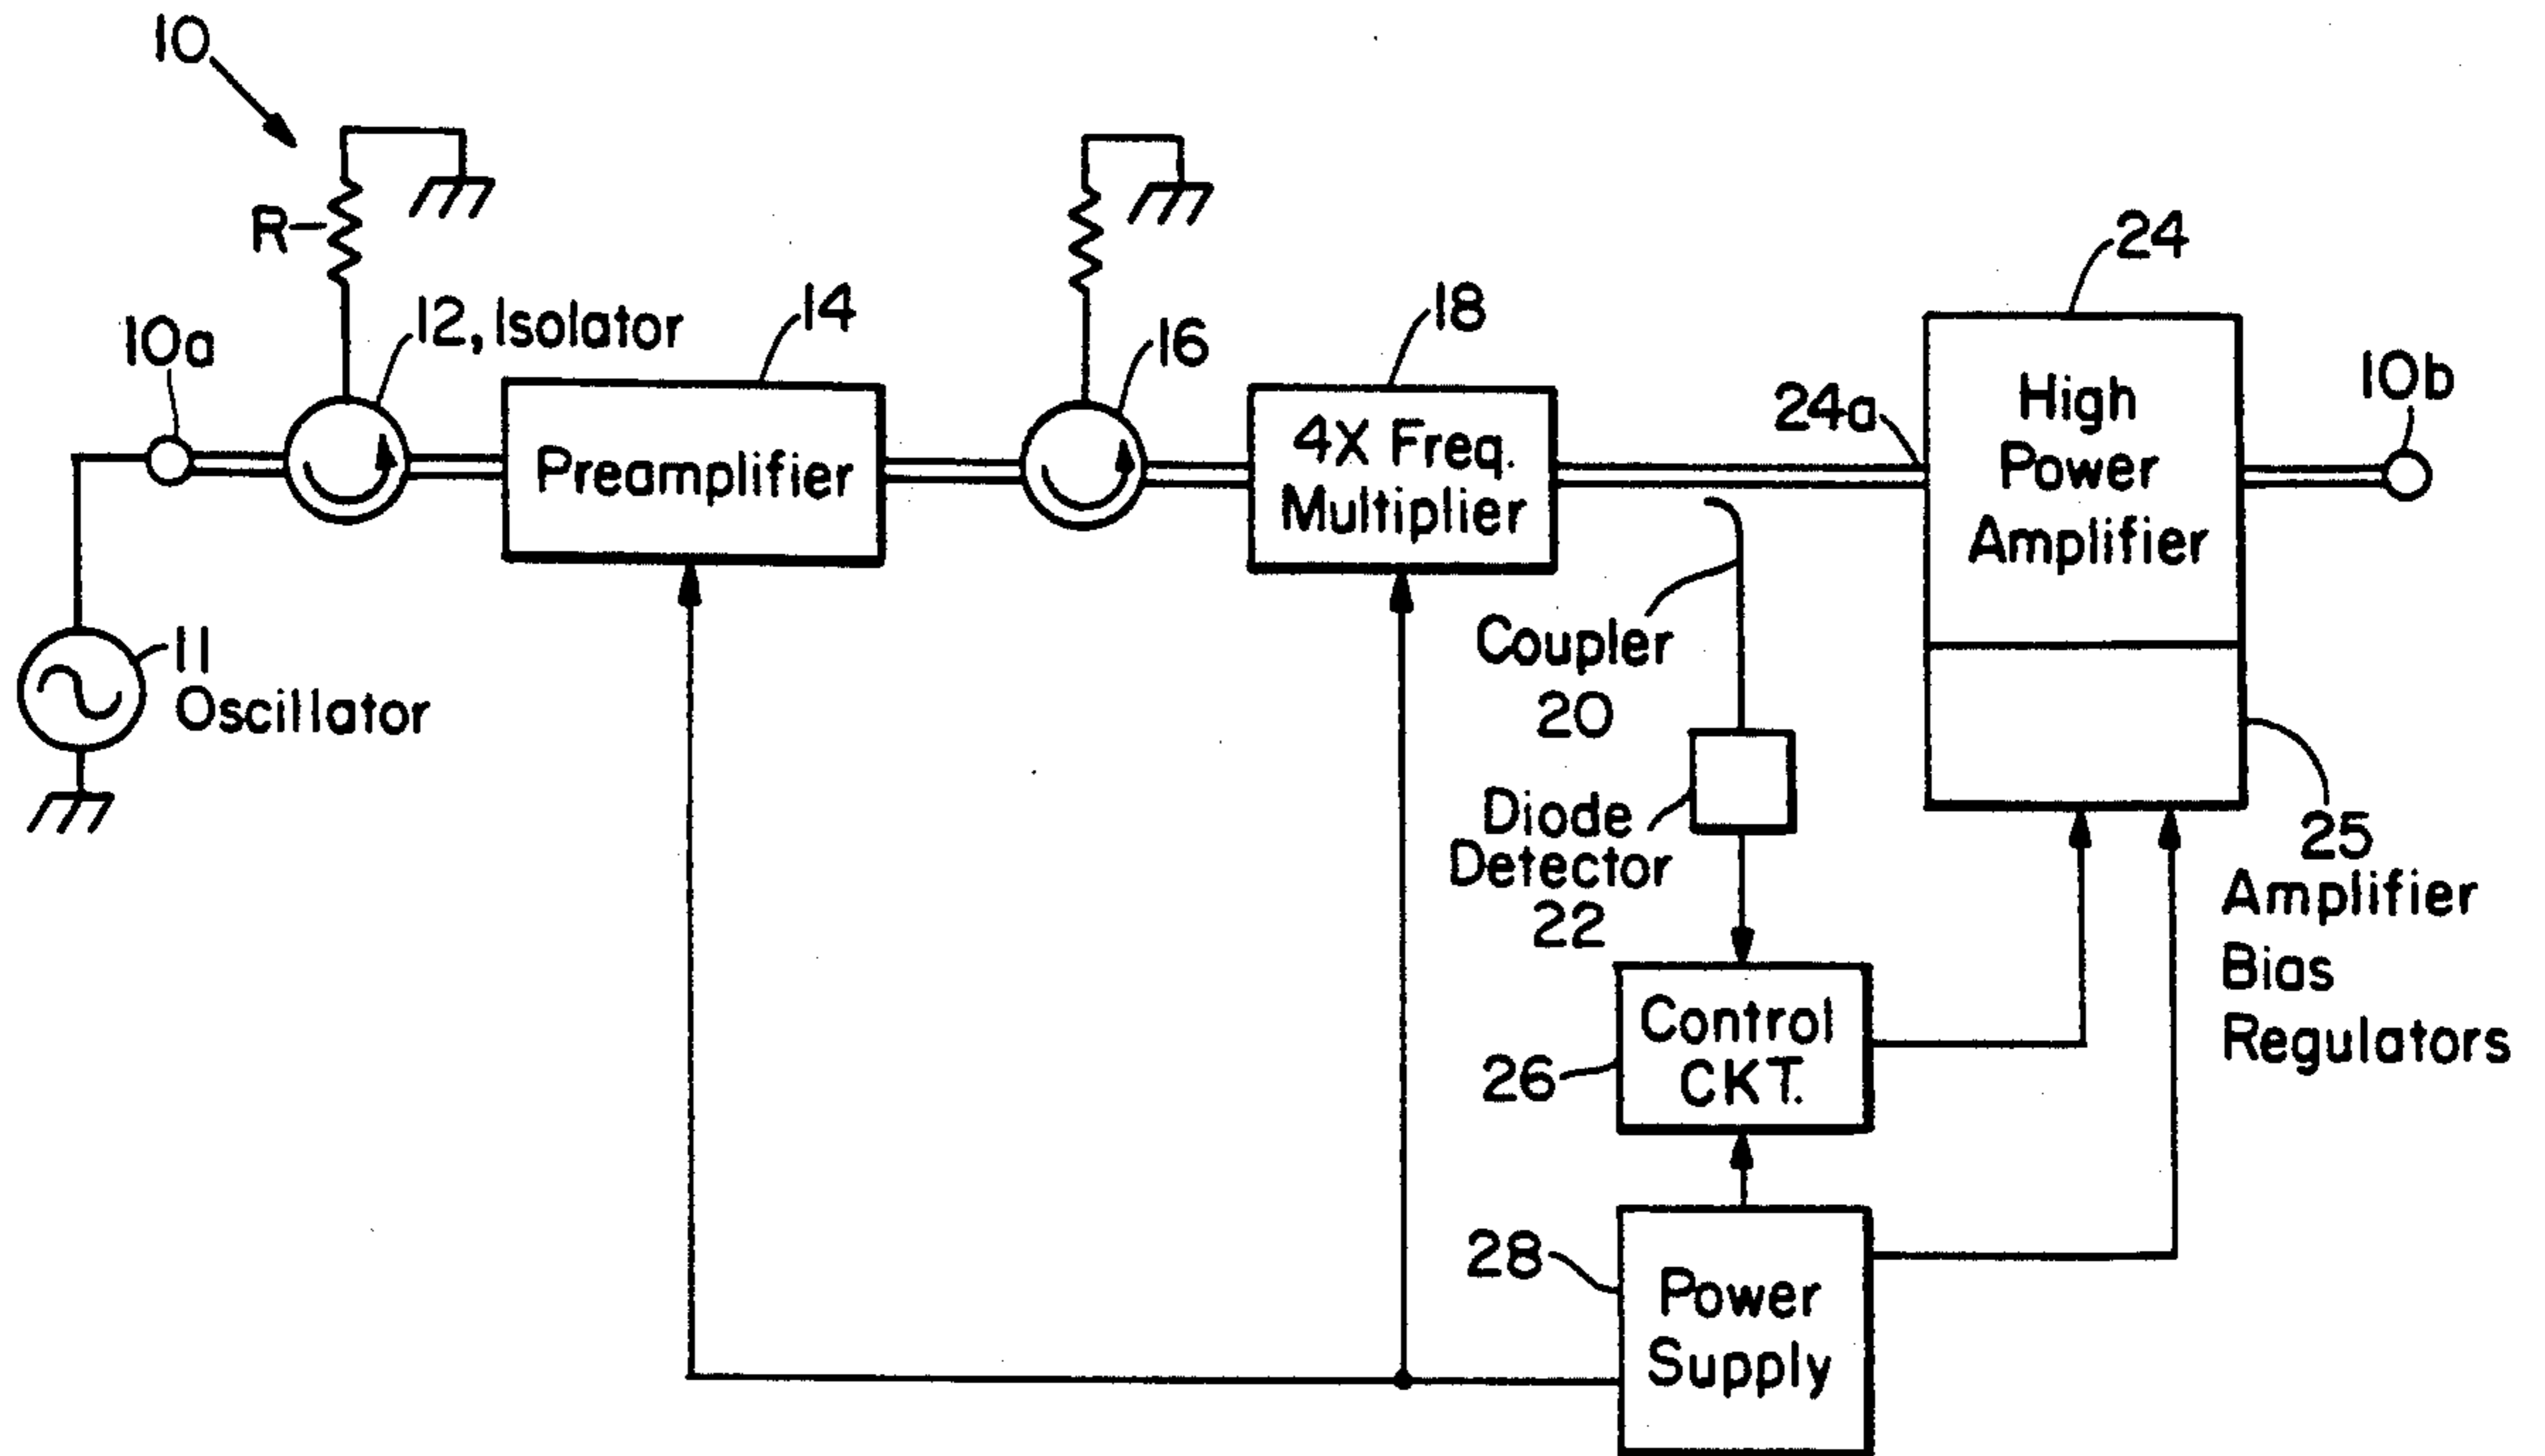 10
R
10a
12, Isolator
14
16
18
24
24a
10b
Preamplifier
4X Freq.
Multiplier
High
Power
Amplifier
11
Oscillator
Coupler
20
Diode
Detector
22
25
Amplifier
Bias
Regulators
26
Control
CKT.
28
Power
Supply